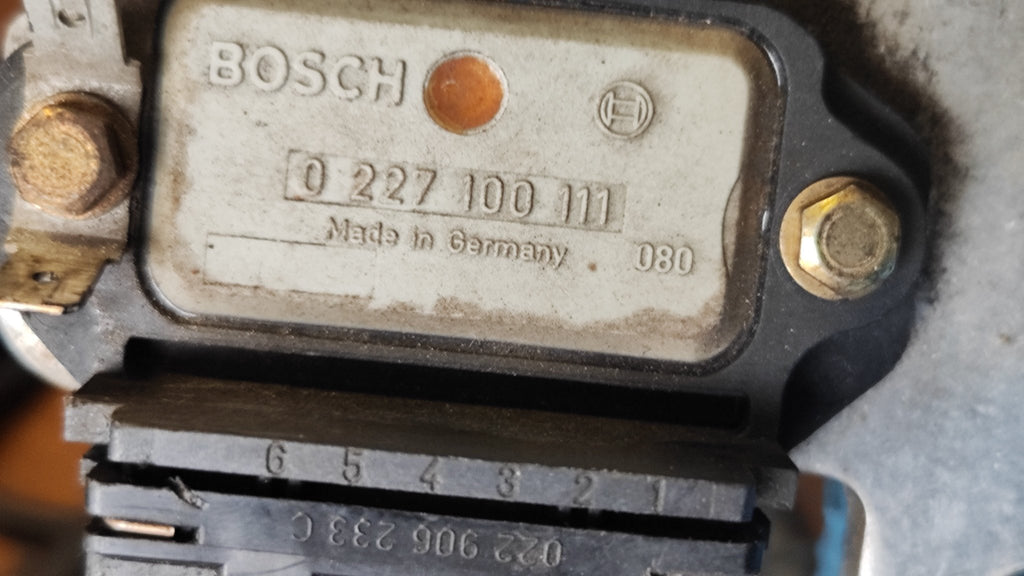 BOSCH
0 227 100 111
Made in Germany
080
6 5 4 3 2 1
022 906 233 C